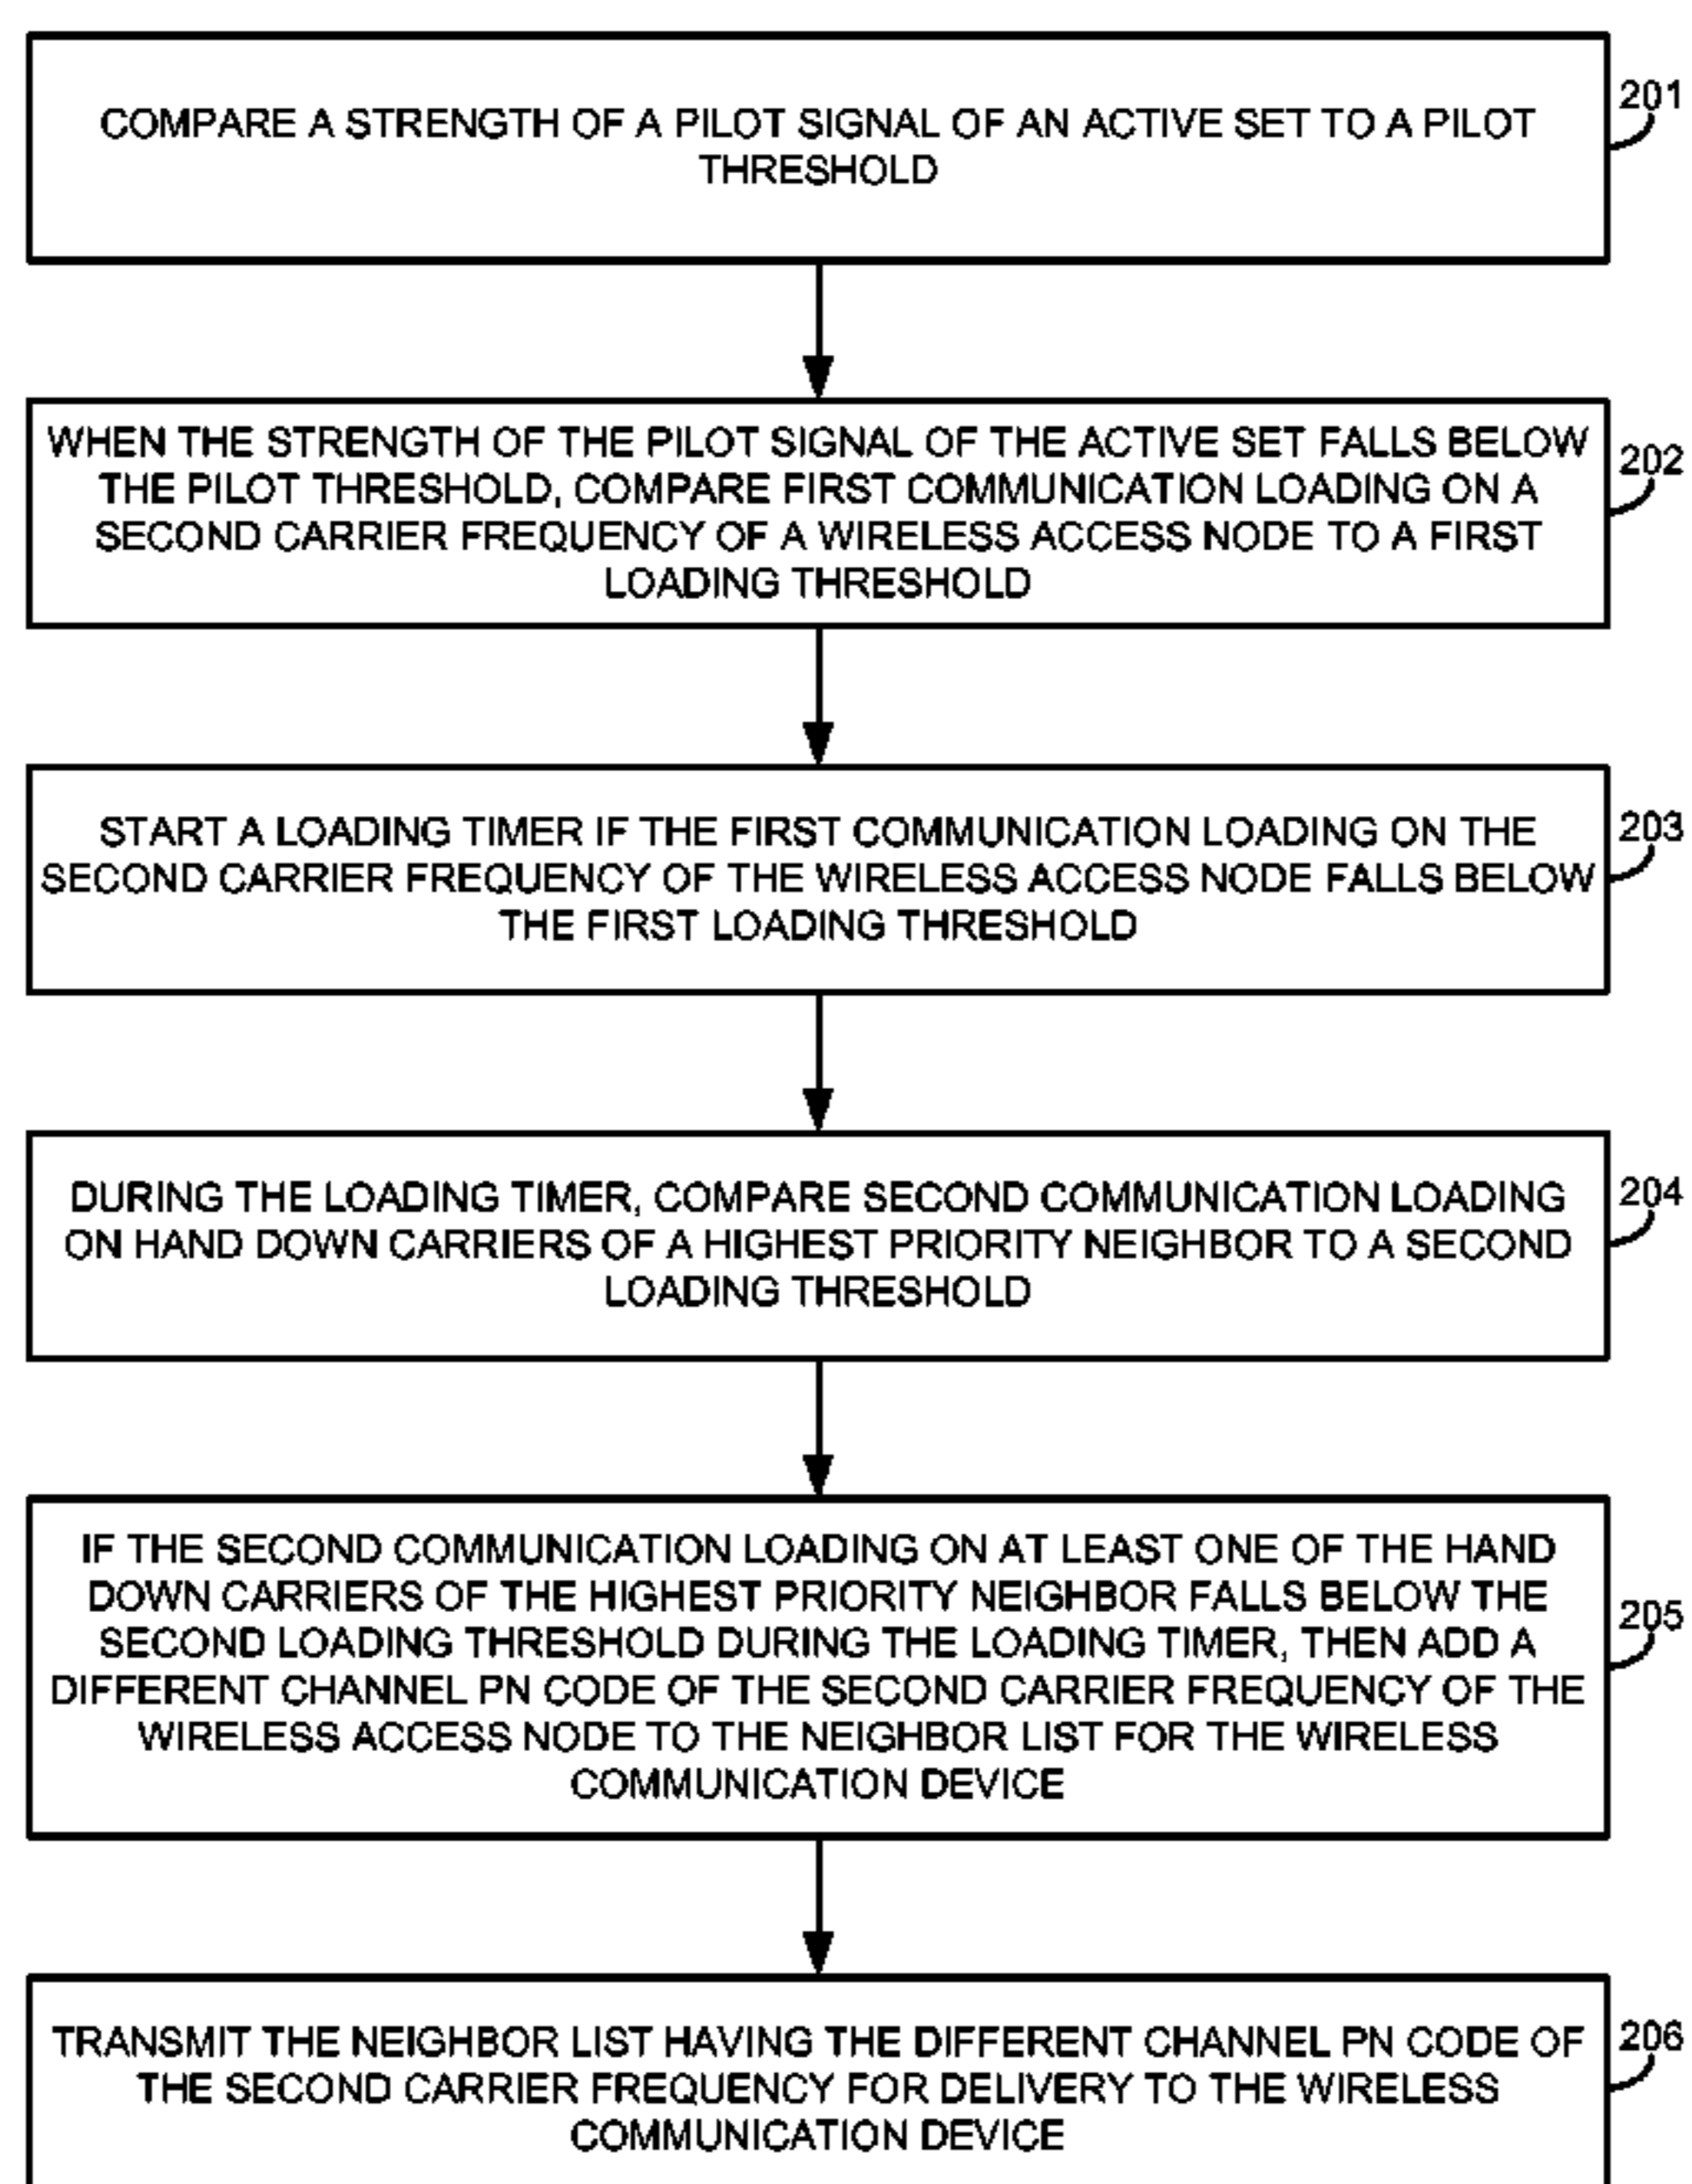 COMPARE A STRENGTH OF A PILOT SIGNAL OF AN ACTIVE SET TO A PILOT
THRESHOLD
201
WHEN THE STRENGTH OF THE PILOT SIGNAL OF THE ACTIVE SET FALLS BELOW
THE PILOT THRESHOLD, COMPARE FIRST COMMUNICATION LOADING ON A
SECOND CARRIER FREQUENCY OF A WIRELESS ACCESS NODE TO A FIRST
LOADING THRESHOLD
202
START A LOADING TIMER IF THE FIRST COMMUNICATION LOADING ON THE
SECOND CARRIER FREQUENCY OF THE WIRELESS ACCESS NODE FALLS BELOW
THE FIRST LOADING THRESHOLD
203
DURING THE LOADING TIMER, COMPARE SECOND COMMUNICATION LOADING
ON HAND DOWN CARRIERS OF A HIGHEST PRIORITY NEIGHBOR TO A SECOND
LOADING THRESHOLD
204
IF THE SECOND COMMUNICATION LOADING ON AT LEAST ONE OF THE HAND
DOWN CARRIERS OF THE HIGHEST PRIORITY NEIGHBOR FALLS BELOW THE
SECOND LOADING THRESHOLD DURING THE LOADING TIMER, THEN ADD A
DIFFERENT CHANNEL PN CODE OF THE SECOND CARRIER FREQUENCY OF THE
WIRELESS ACCESS NODE TO THE NEIGHBOR LIST FOR THE WIRELESS
COMMUNICATION DEVICE
205
TRANSMIT THE NEIGHBOR LIST HAVING THE DIFFERENT CHANNEL PN CODE OF
THE SECOND CARRIER FREQUENCY FOR DELIVERY TO THE WIRELESS
COMMUNICATION DEVICE
206